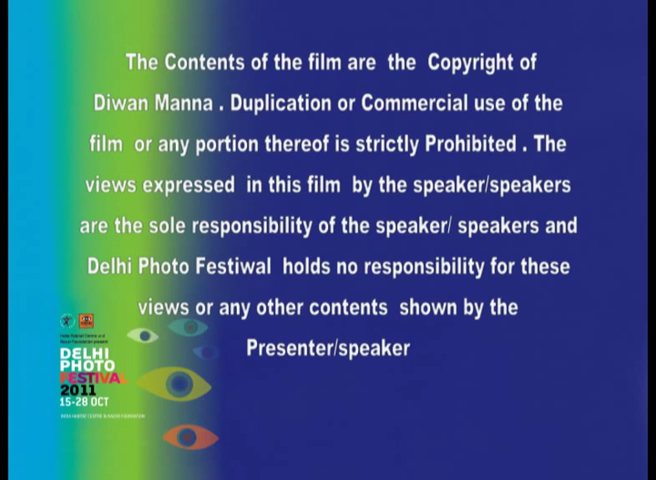 The Contents of the film are the Copyright of
Diwan Manna . Duplication or Commercial use of the
film or any portion thereof is strictly Prohibited . The
views expressed in this film by the speaker/speakers
are the sole responsibility of the speaker/ speakers and
Delhi Photo Festiwal holds no responsibility for these
views or any other contents shown by the
Presenter/speaker
DELHI
PHOTO
FESTIVAL
2011
15-28 OCT